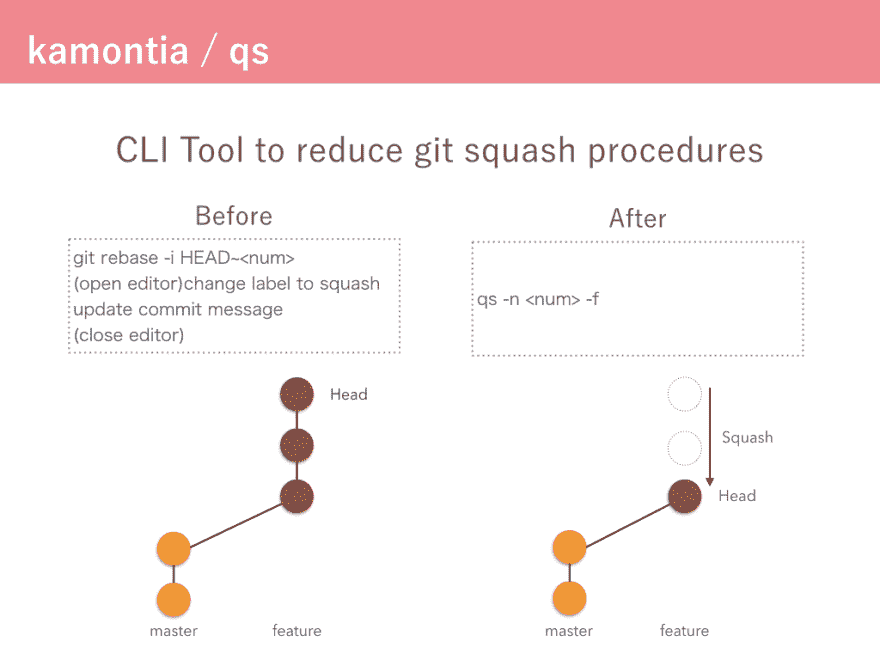 kamontia / qs
CLI Tool to reduce git squash procedures
Before
git rebase -i HEAD~<num>
(open editor)change label to squash
update commit message
(close editor)
After
qs -n <num> -f
Head
master
feature
Squash
Head
master
feature